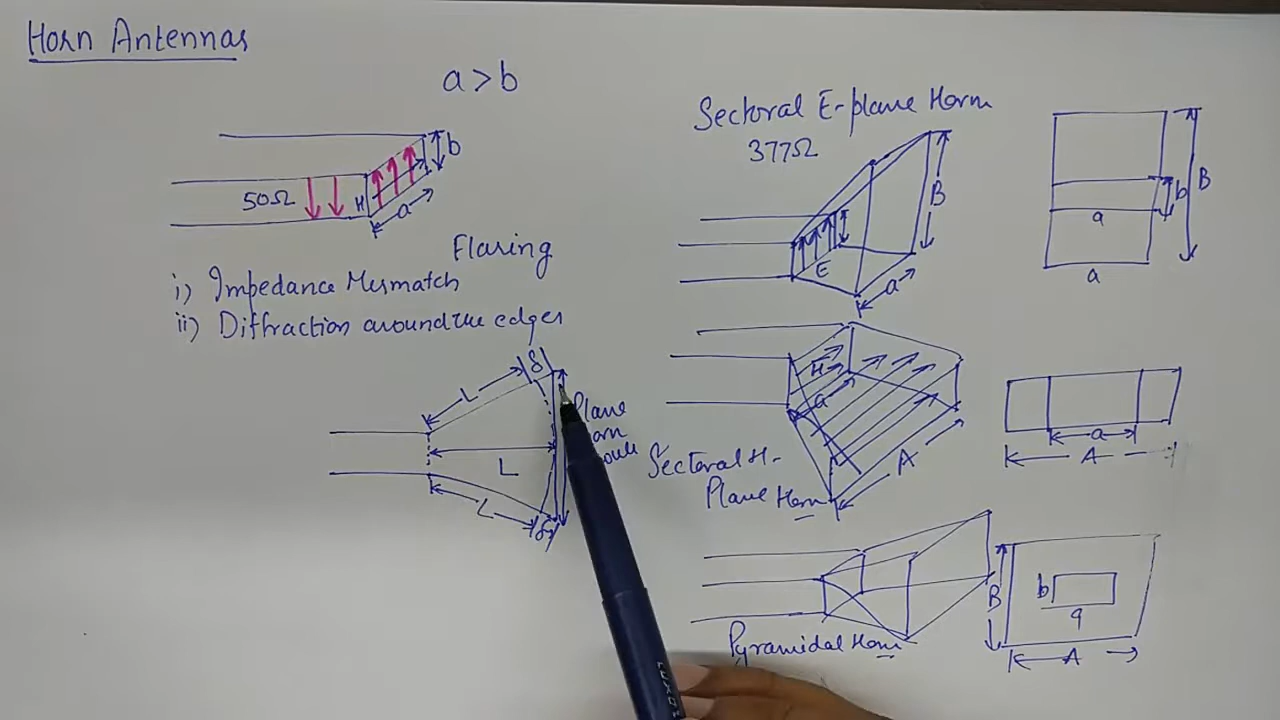 Horn Antennas
a > b
50Ω
H
a
b
Flaring
i) Impedance Mismatch
ii) Diffraction around the edges
L
δ
L
L
δ
Plane
Sectoral E-plane Horn
377Ω
E
a
B
a
b
B
a
H
a
A
Sectoral H-
Plane Horn
a
A
Pyramidal Horn
B
b
a
A
LUXOR